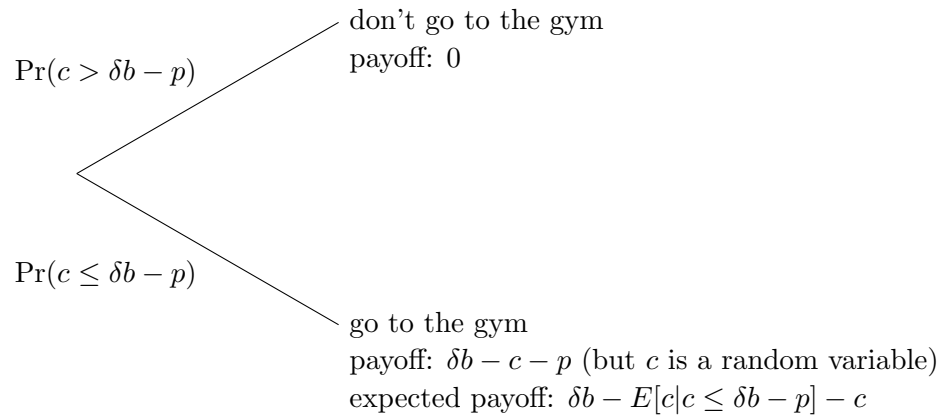 don't go to the gym
payoff: 0
Pr(c > δb − p)
Pr(c ≤ δb − p)
go to the gym
payoff: δb − c − p (but c is a random variable)
expected payoff: δb − E[c|c ≤ δb − p] − c